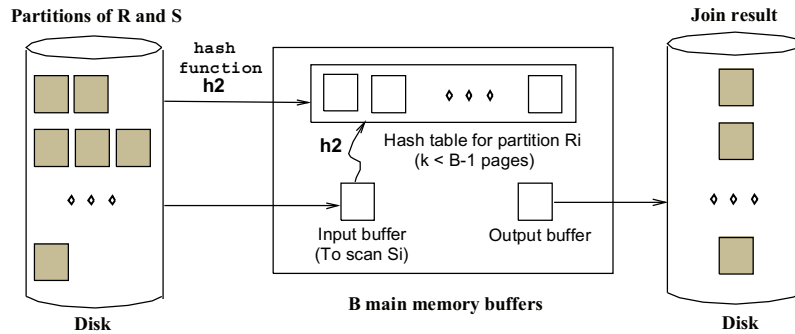 Partitions of R and S
Join result
hash
function
h2
h2
Hash table for partition Ri
(k < B-1 pages)
Input buffer
(To scan Si)
Output buffer
B main memory buffers
Disk
Disk